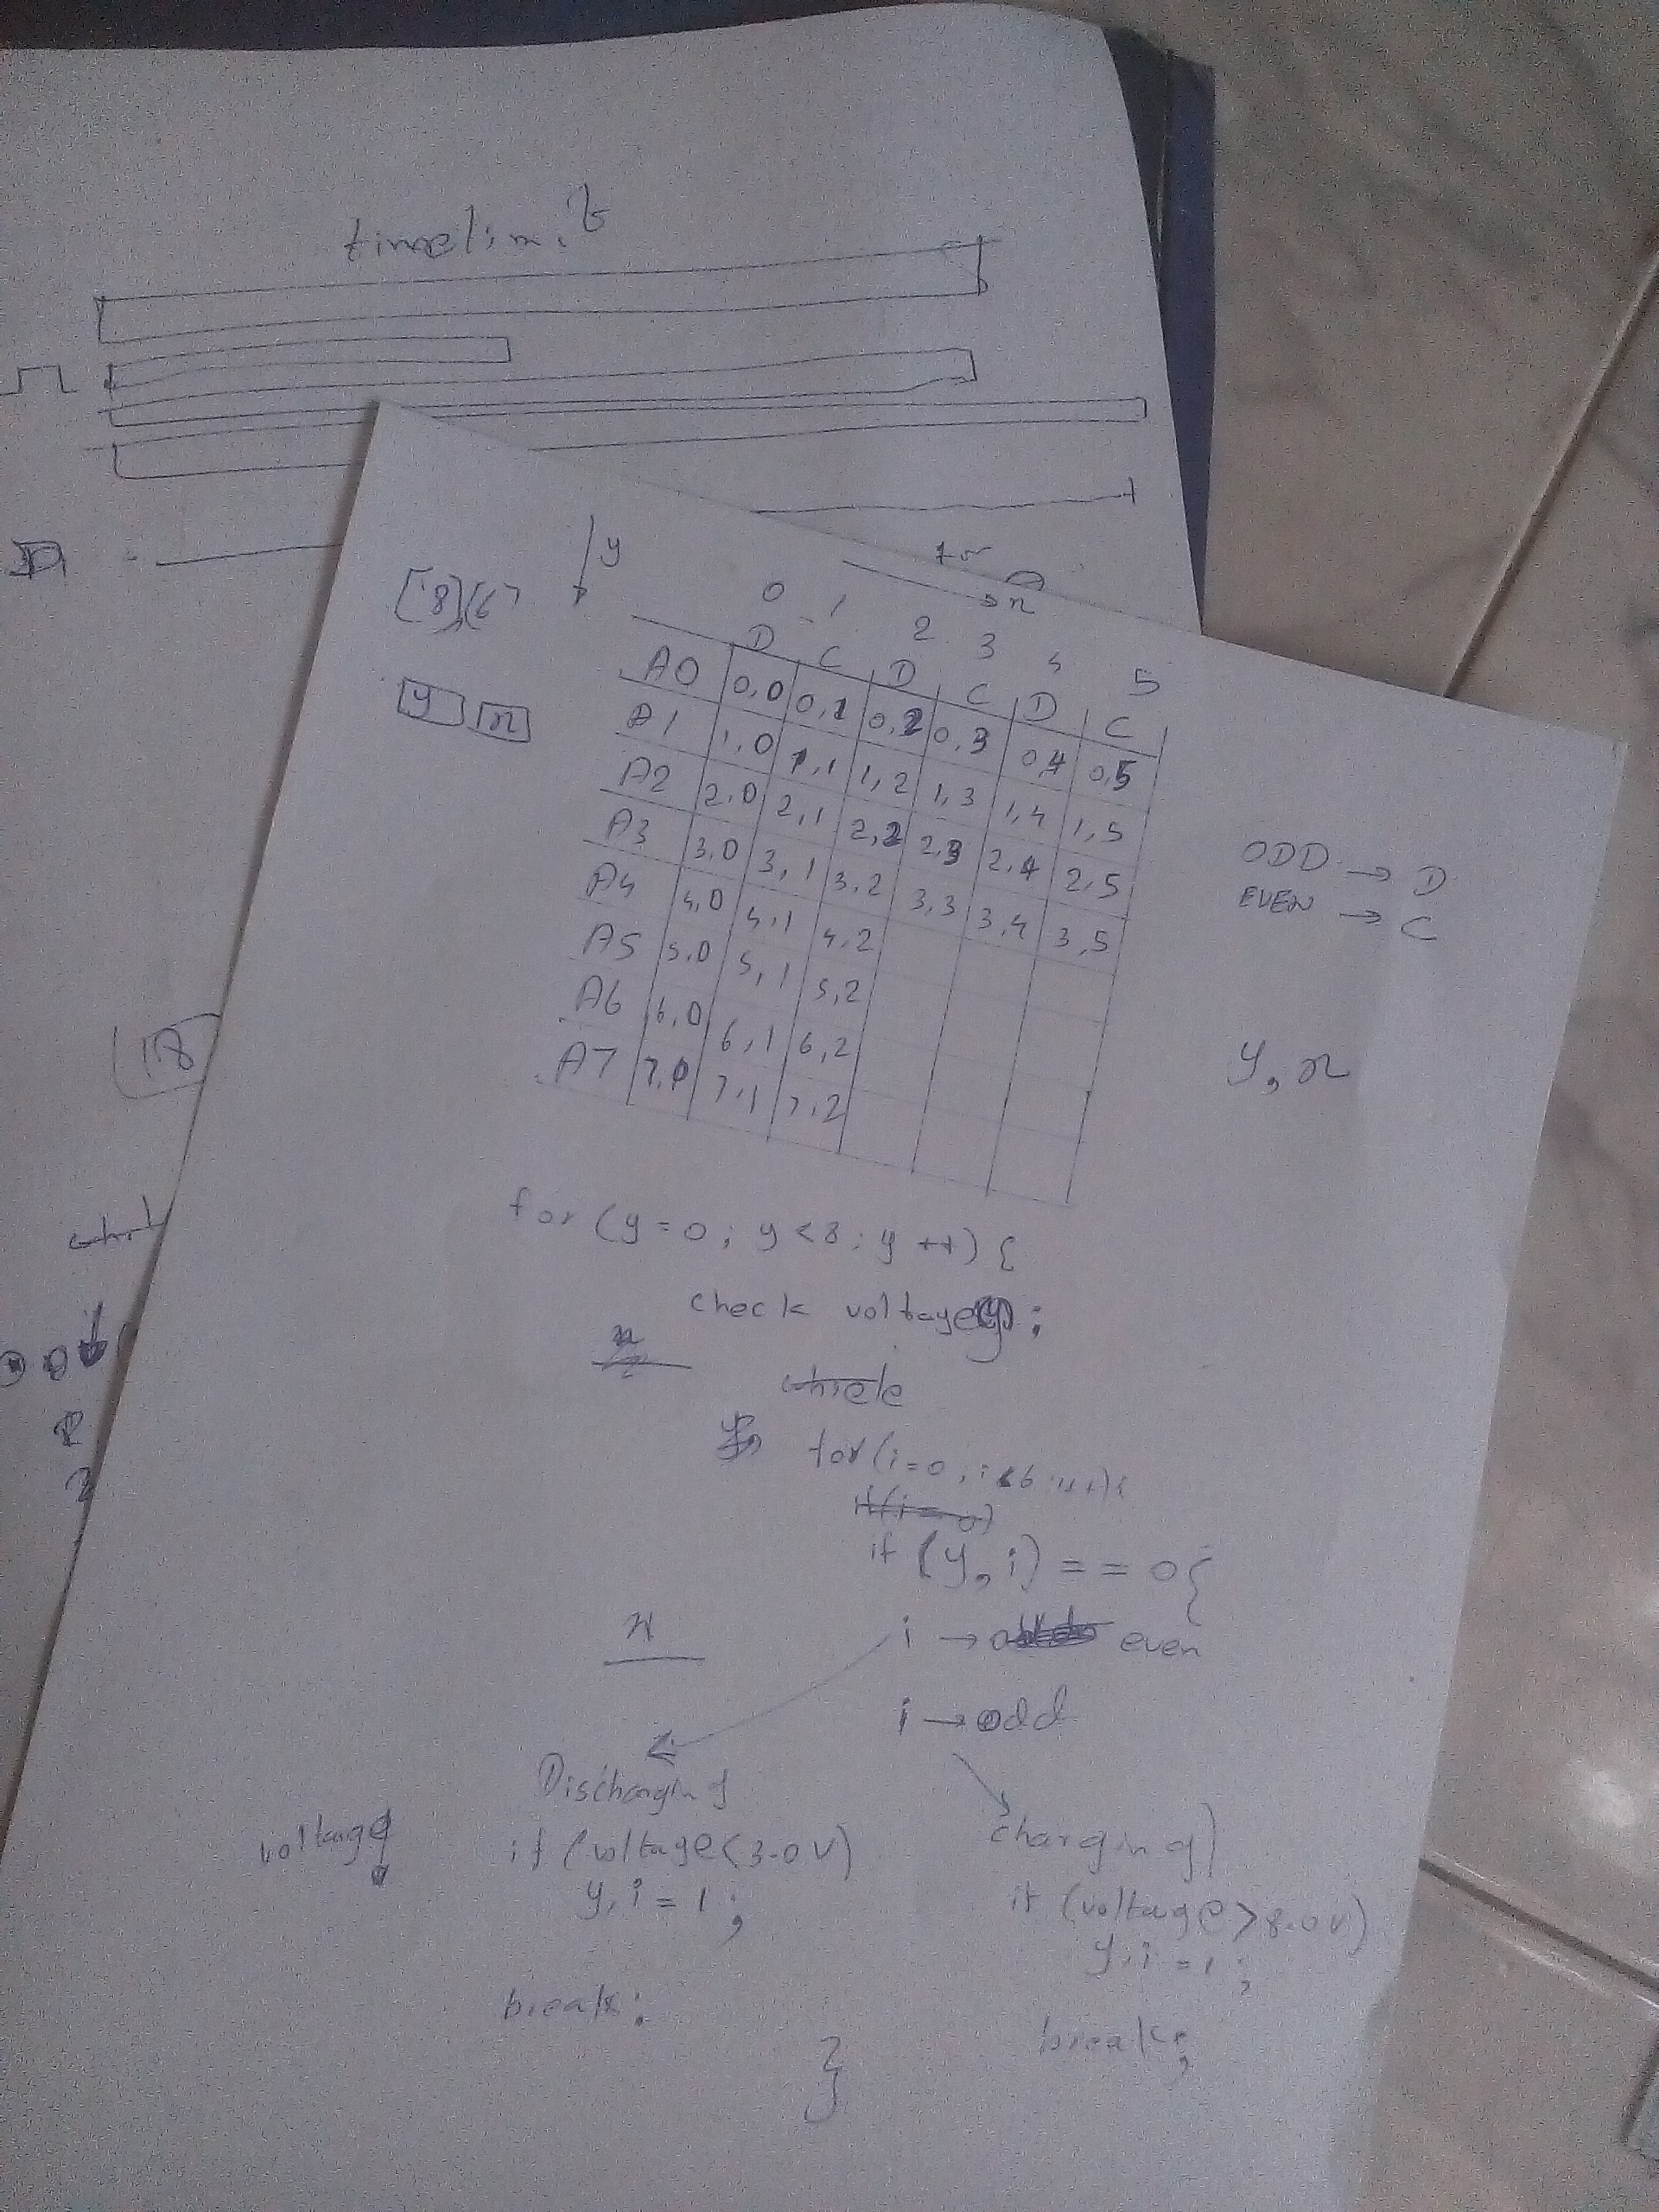 timelimit
for
y
x
[8][6]
0 1 2 3 4 5
D C D C D C
y x
A0 0,0 0,1 0,2 0,3 0,4 0,5
A1 1,0 1,1 1,2 1,3 1,4 1,5
A2 2,0 2,1 2,2 2,3 2,4 2,5
A3 3,0 3,1 3,2 3,3 3,4 3,5
A4 4,0 4,1 4,2
A5 5,0 5,1 5,2
A6 6,0 6,1 6,2
A7 7,0 7,1 7,2
ODD → D
EVEN → C
y, x
18
for (y=0; y<8; y++) {
check voltage(y);
while
for (i=0; i<6 i++) {
if (i=0)
if (y, i) == 0 {
i → even
x
i → odd
Discharging
charging
voltage
if (voltage < 3.0V)
y, i = 1;
if (voltage > 8.0V)
y, i = 1;
break;
break;
}
}